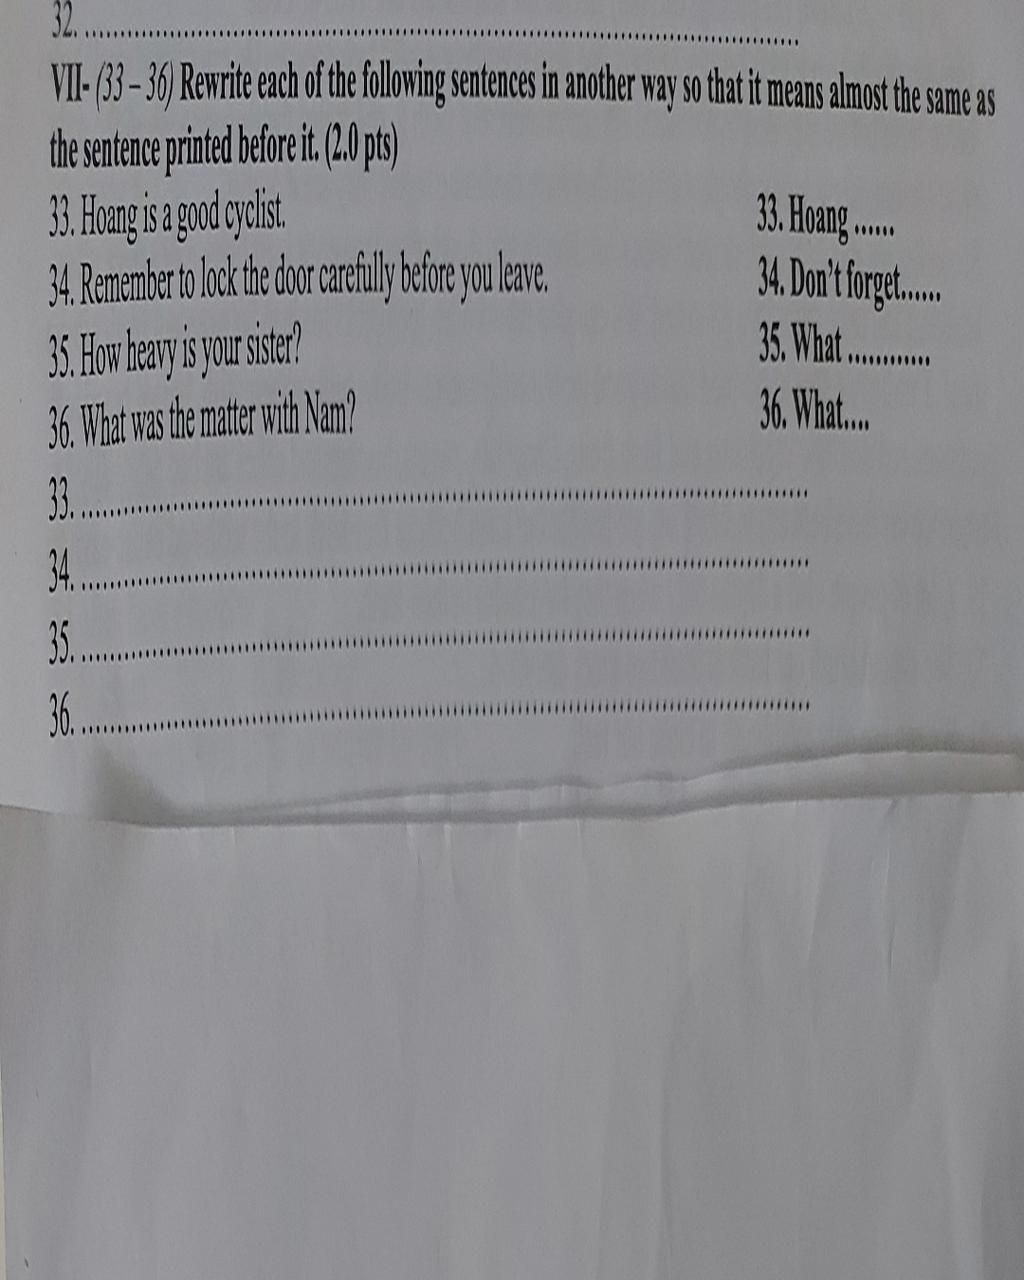 32. ........................................................................................................
VII- (33 – 36) Rewrite each of the following sentences in another way so that it means almost the same as
the sentence printed before it. (2.0 pts)
33. Hoang is a good cyclist. 33. Hoang ......
34. Remember to lock the door carefully before you leave. 34. Don't forget......
35. How heavy is your sister? 35. What ............
36. What was the matter with Nam? 36. What....
33. ........................................................................................................
34. ........................................................................................................
35. ........................................................................................................
36. ........................................................................................................